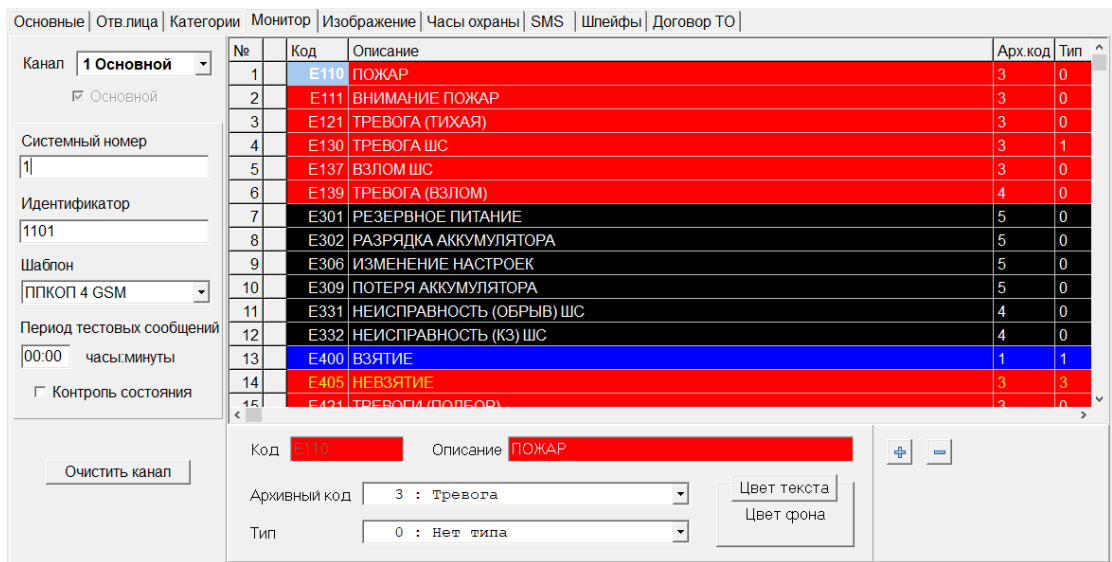 Основные Отв.лица Категории Монитор Изображение Часы охраны SMS Шлейфы Договор ТО
Канал 1 Основной
Основной
Системный номер
1
Идентификатор
1101
Шаблон
ППКОП 4 GSM
Период тестовых сообщений
00:00 часы:минуты
Контроль состояния
Очистить канал
№ Код Описание Арх.код Тип
1 E110 ПОЖАР 3 0
2 E111 ВНИМАНИЕ ПОЖАР 3 0
3 E121 ТРЕВОГА (ТИХАЯ) 3 0
4 E130 ТРЕВОГА ШС 3 1
5 E137 ВЗЛОМ ШС 3 0
6 E139 ТРЕВОГА (ВЗЛОМ) 4 0
7 E301 РЕЗЕРВНОЕ ПИТАНИЕ 5 0
8 E302 РАЗРЯДКА АККУМУЛЯТОРА 5 0
9 E306 ИЗМЕНЕНИЕ НАСТРОЕК 5 0
10 E309 ПОТЕРЯ АККУМУЛЯТОРА 5 0
11 E331 НЕИСПРАВНОСТЬ (ОБРЫВ) ШС 4 0
12 E332 НЕИСПРАВНОСТЬ (КЗ) ШС 4 0
13 E400 ВЗЯТИЕ 1 1
14 E405 НЕВЗЯТИЕ 3 3
15 E421 ТРЕВОГИ (ПОДБОР) 3 0
Код E110 Описание ПОЖАР
Архивный код 3 : Тревога
Тип 0 : Нет типа
Цвет текста
Цвет фона